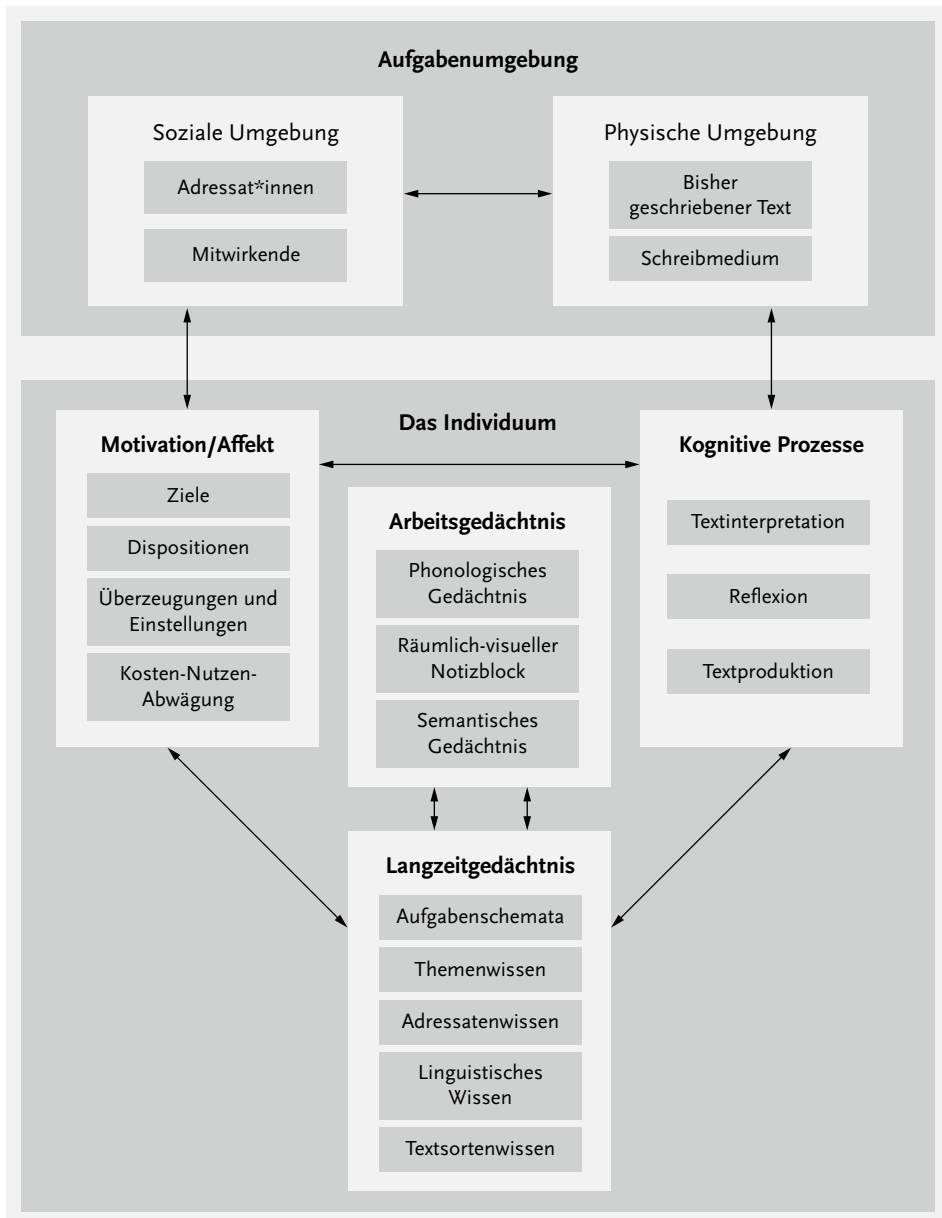 Aufgabenumgebung
Soziale Umgebung
Adressat*innen
Mitwirkende
Physische Umgebung
Bisher
geschriebener Text
Schreibmedium
Das Individuum
Motivation/Affekt
Ziele
Dispositionen
Überzeugungen und
Einstellungen
Kosten-Nutzen-
Abwägung
Arbeitsgedächtnis
Phonologisches
Gedächtnis
Räumlich-visueller
Notizblock
Semantisches
Gedächtnis
Kognitive Prozesse
Textinterpretation
Reflexion
Textproduktion
Langzeitgedächtnis
Aufgabenschemata
Themenwissen
Adressatenwissen
Linguistisches
Wissen
Textsortenwissen